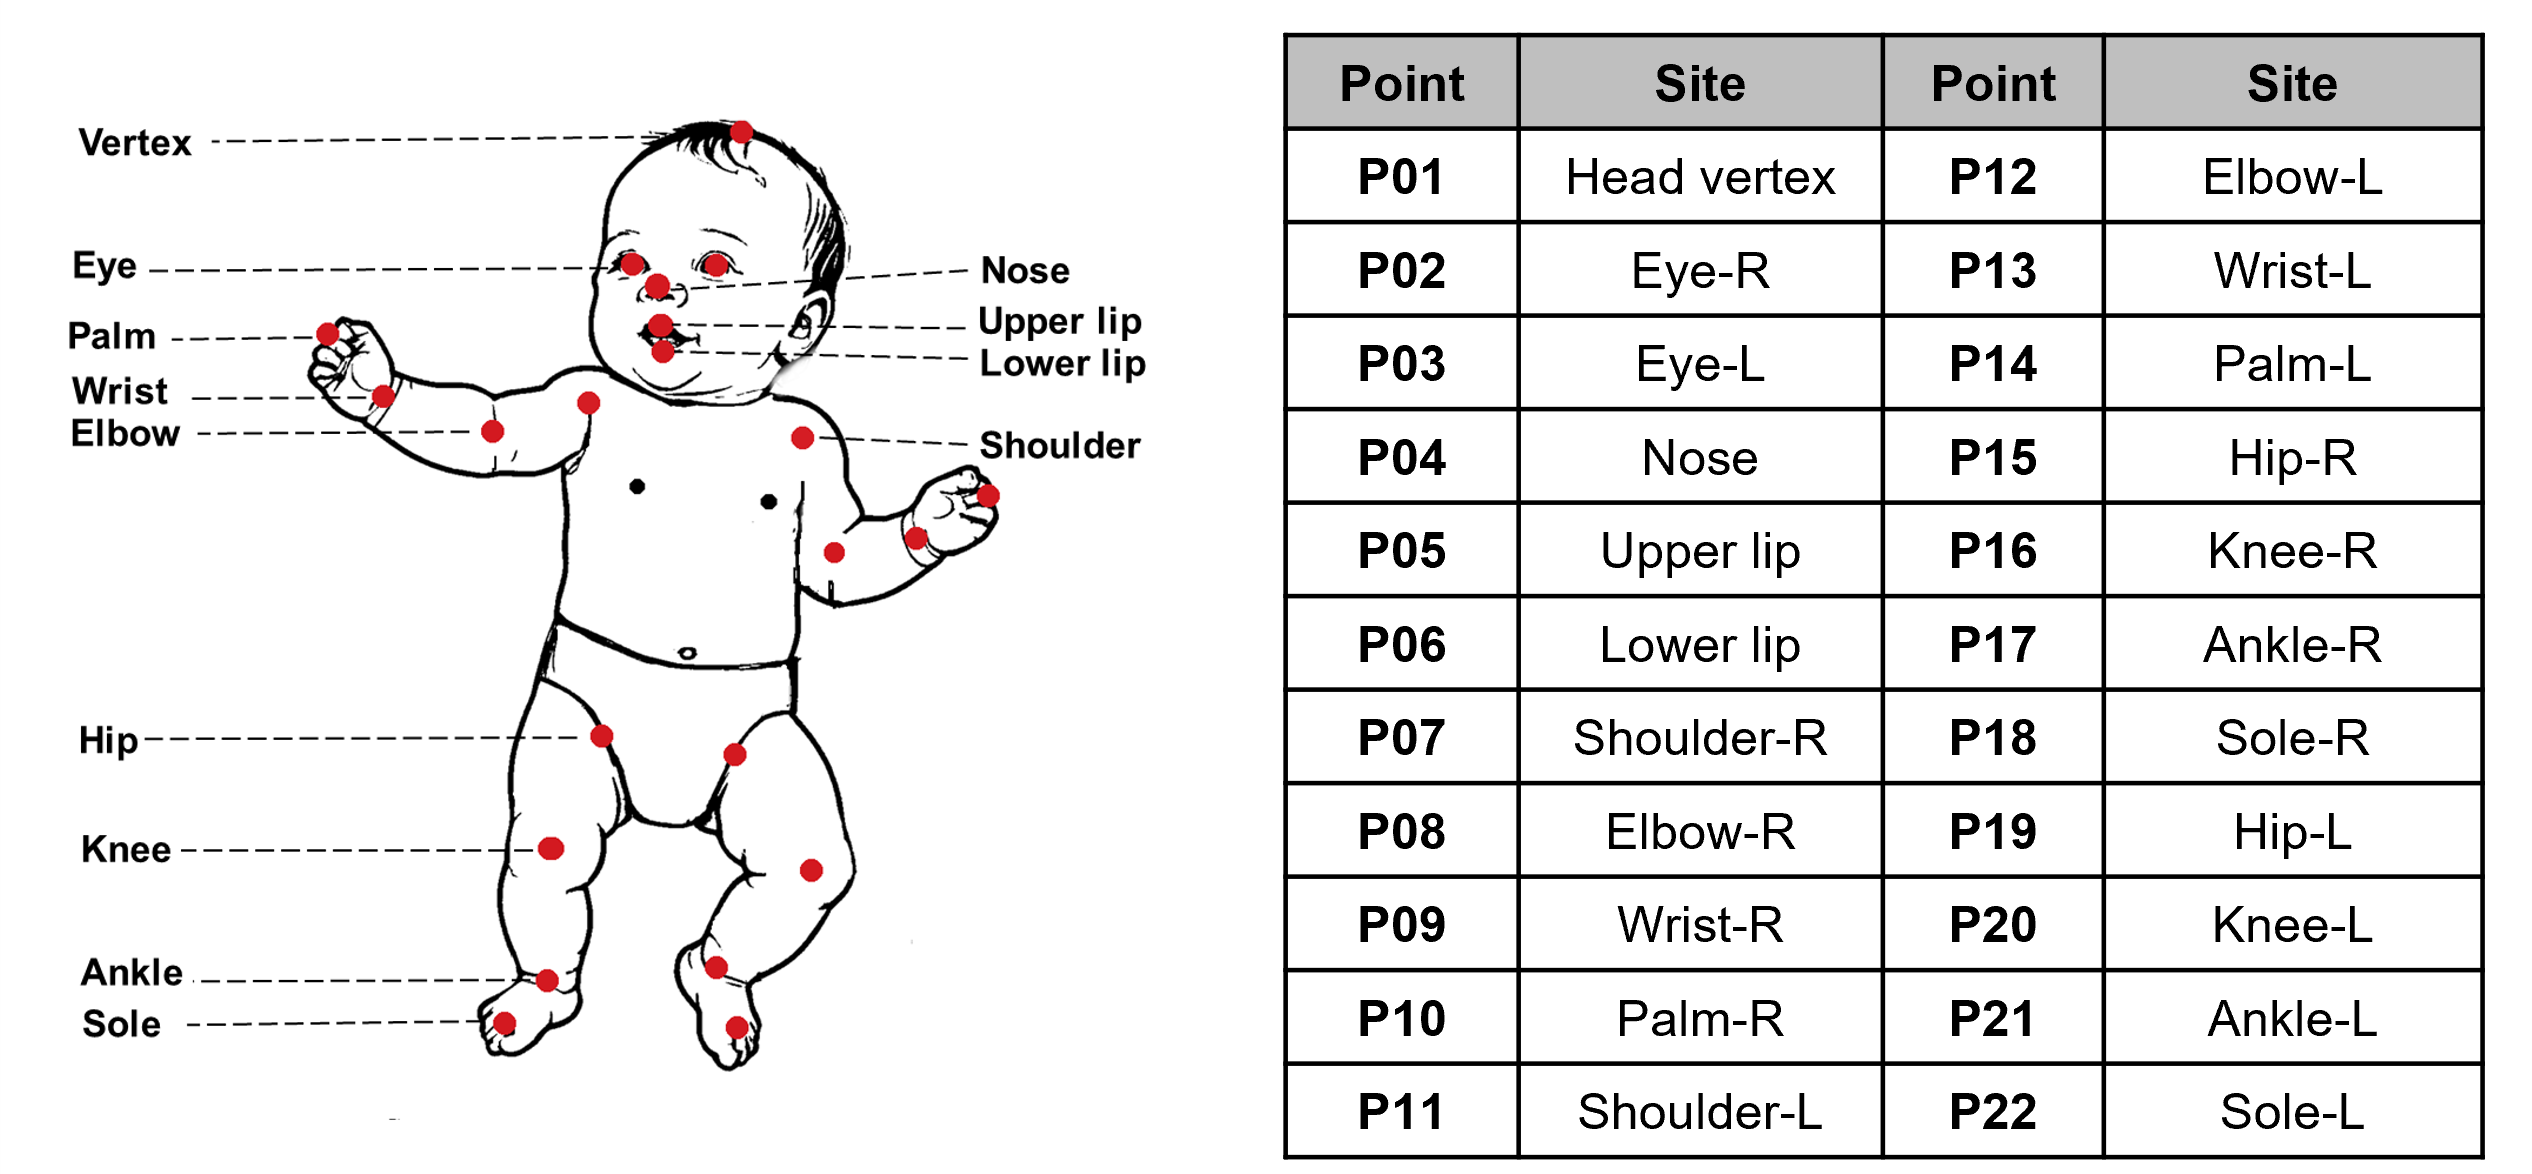 Vertex
Eye
Palm
Wrist
Elbow
Hip
Knee
Ankle
Sole
Nose
Upper lip
Lower lip
Shoulder
Point Site Point Site
P01 Head vertex P12 Elbow-L
P02 Eye-R P13 Wrist-L
P03 Eye-L P14 Palm-L
P04 Nose P15 Hip-R
P05 Upper lip P16 Knee-R
P06 Lower lip P17 Ankle-R
P07 Shoulder-R P18 Sole-R
P08 Elbow-R P19 Hip-L
P09 Wrist-R P20 Knee-L
P10 Palm-R P21 Ankle-L
P11 Shoulder-L P22 Sole-L